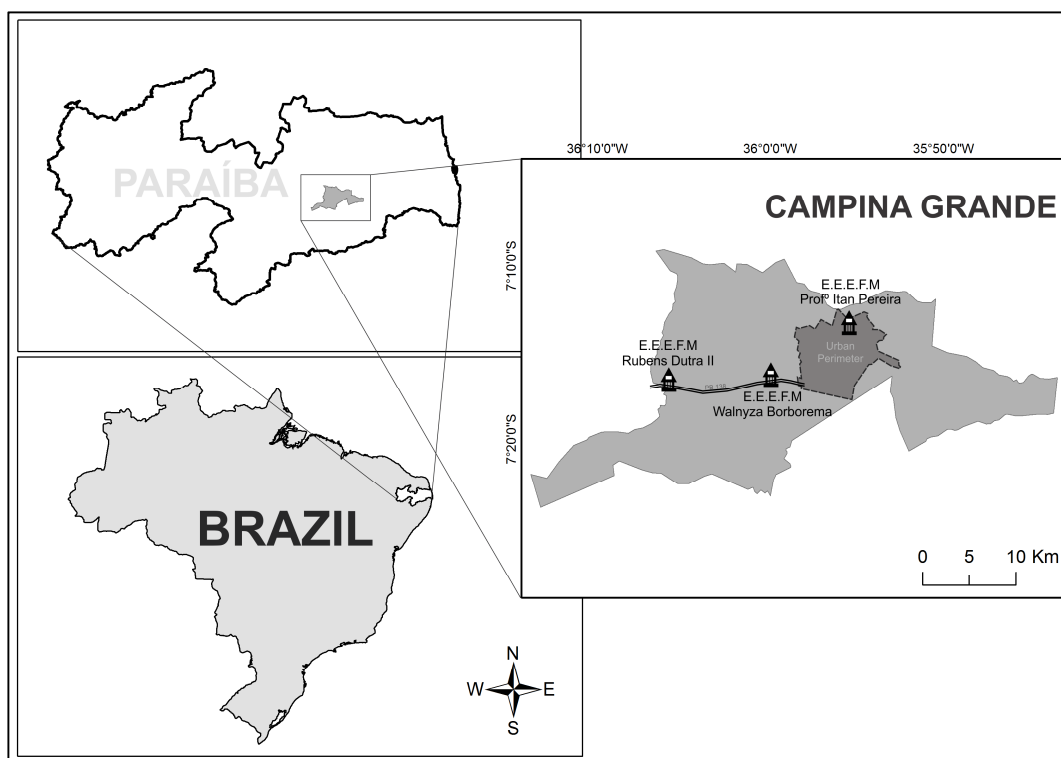 PARAÍBA
36°10'0"W
36°0'0"W
35°50'0"W
7°10'0"S
7°20'0"S
CAMPINA GRANDE
E.E.E.F.M
Profº Itan Pereira
Urban
Perimeter
E.E.E.F.M
Rubens Dutra II
E.E.E.F.M
Walnyza Borborema
0 5 10 Km
BRAZIL
N
W E
S